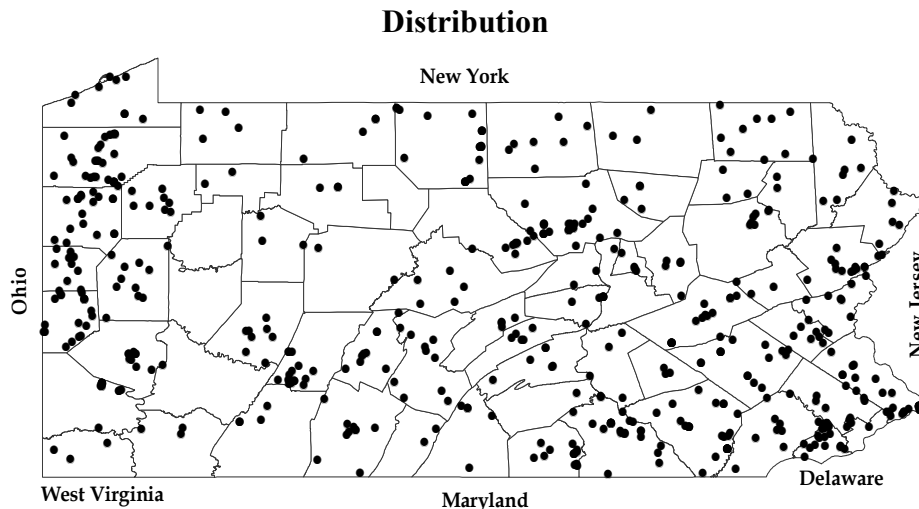 Distribution
New York
Ohio
New Jersey
West Virginia
Maryland
Delaware